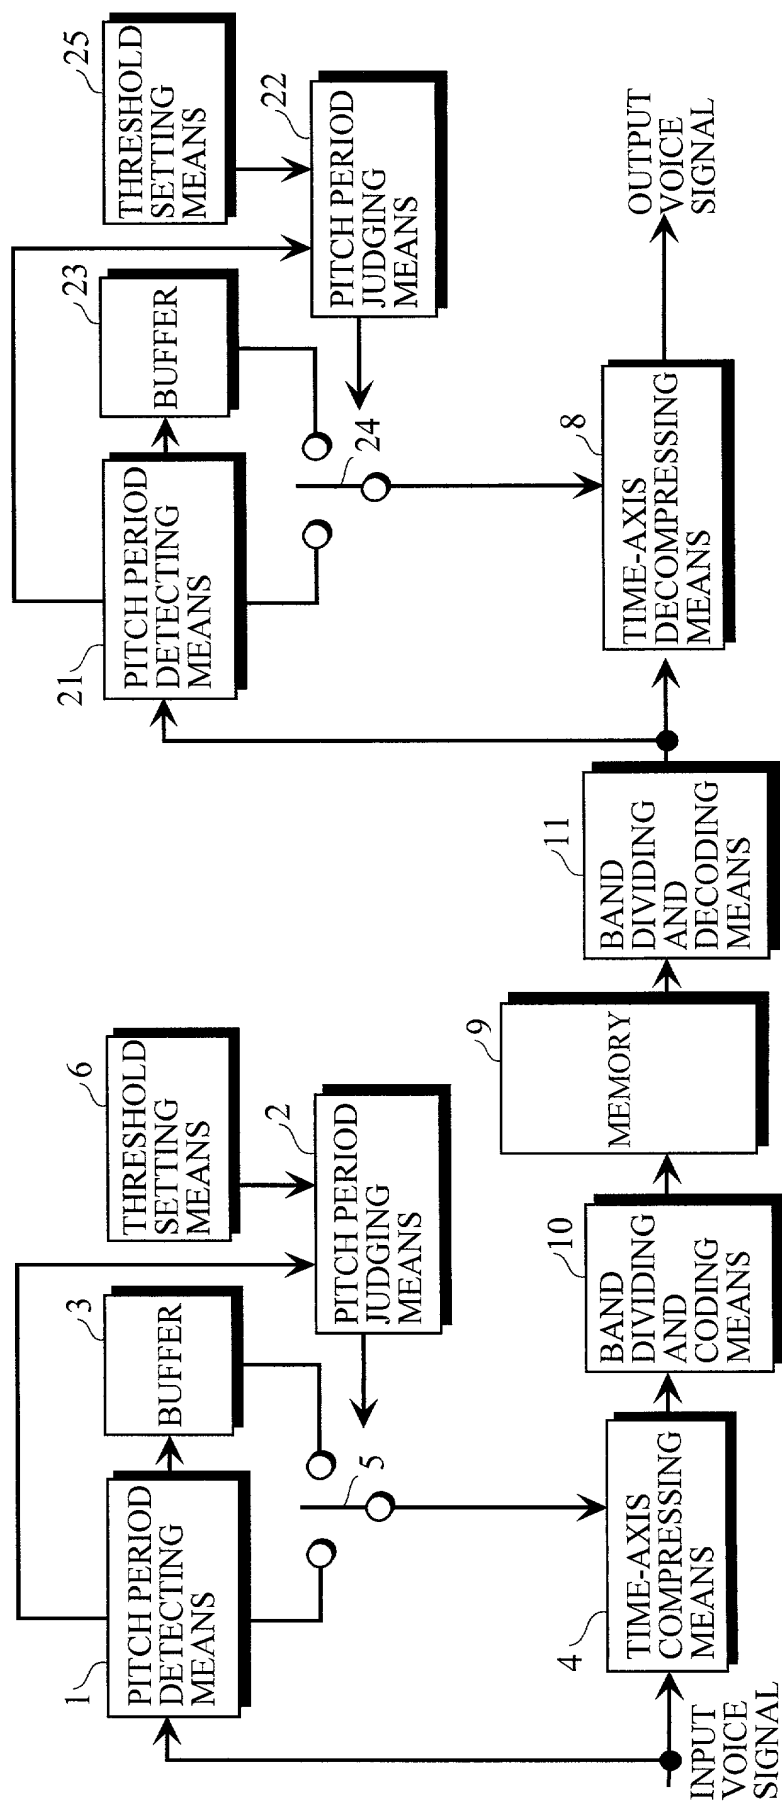 INPUT
VOICE
SIGNAL
1
PITCH PERIOD
DETECTING
MEANS
3
BUFFER
6
THRESHOLD
SETTING
MEANS
2
PITCH PERIOD
JUDGING
MEANS
5
4
TIME-AXIS
COMPRESSING
MEANS
10
BAND
DIVIDING
AND
CODING
MEANS
9
MEMORY
11
BAND
DIVIDING
AND
DECODING
MEANS
21
PITCH PERIOD
DETECTING
MEANS
23
BUFFER
25
THRESHOLD
SETTING
MEANS
22
PITCH PERIOD
JUDGING
MEANS
24
8
TIME-AXIS
DECOMPRESSING
MEANS
OUTPUT
VOICE
SIGNAL